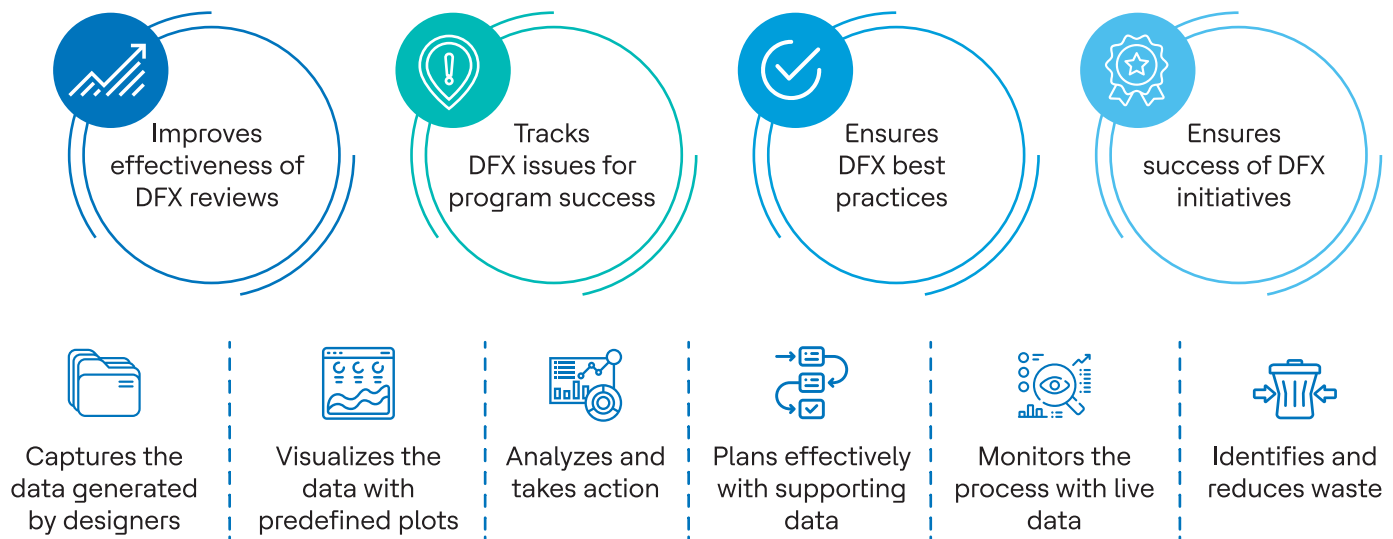 Improves
effectiveness of
DFX reviews
Tracks
DFX issues for
program success
Ensures
DFX best
practices
Ensures
success of DFX
initiatives
Captures the
data generated
by designers
Visualizes the
data with
predefined plots
Analyzes and
takes action
Plans effectively
with supporting
data
Monitors the
process with live
data
Identifies and
reduces waste